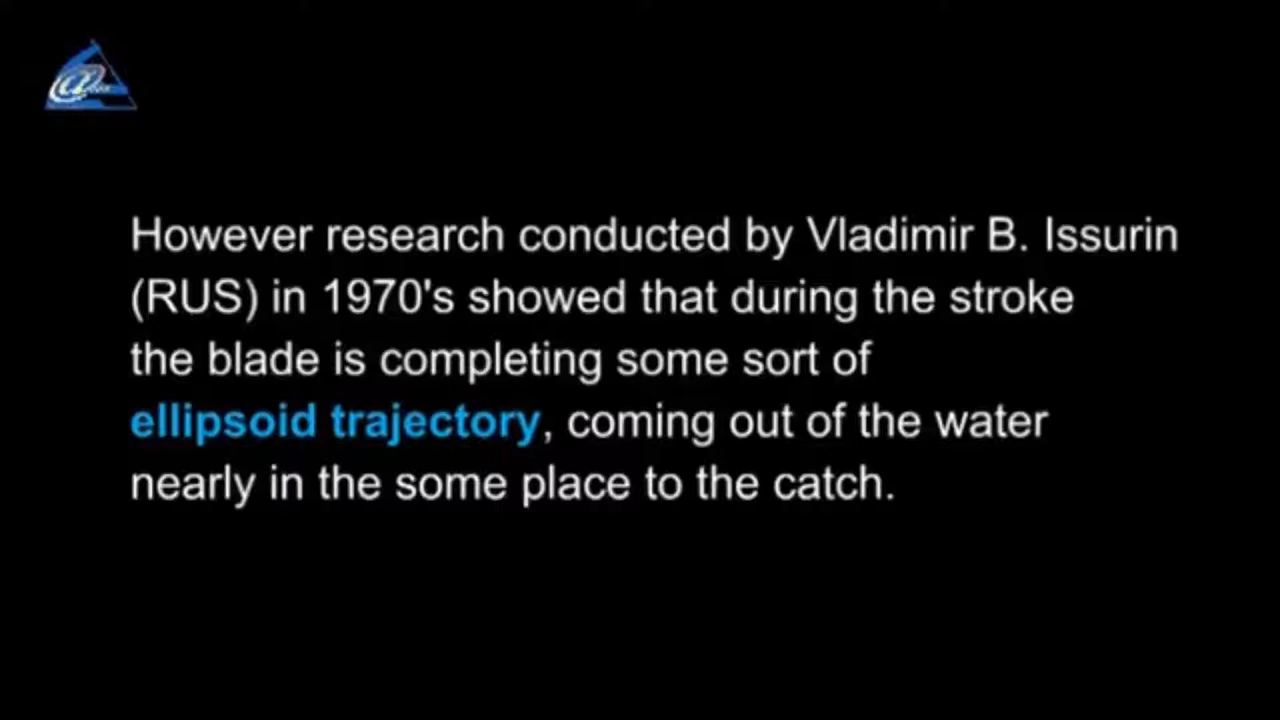 However research conducted by Vladimir B. Issurin
(RUS) in 1970's showed that during the stroke
the blade is completing some sort of
ellipsoid trajectory, coming out of the water
nearly in the some place to the catch.